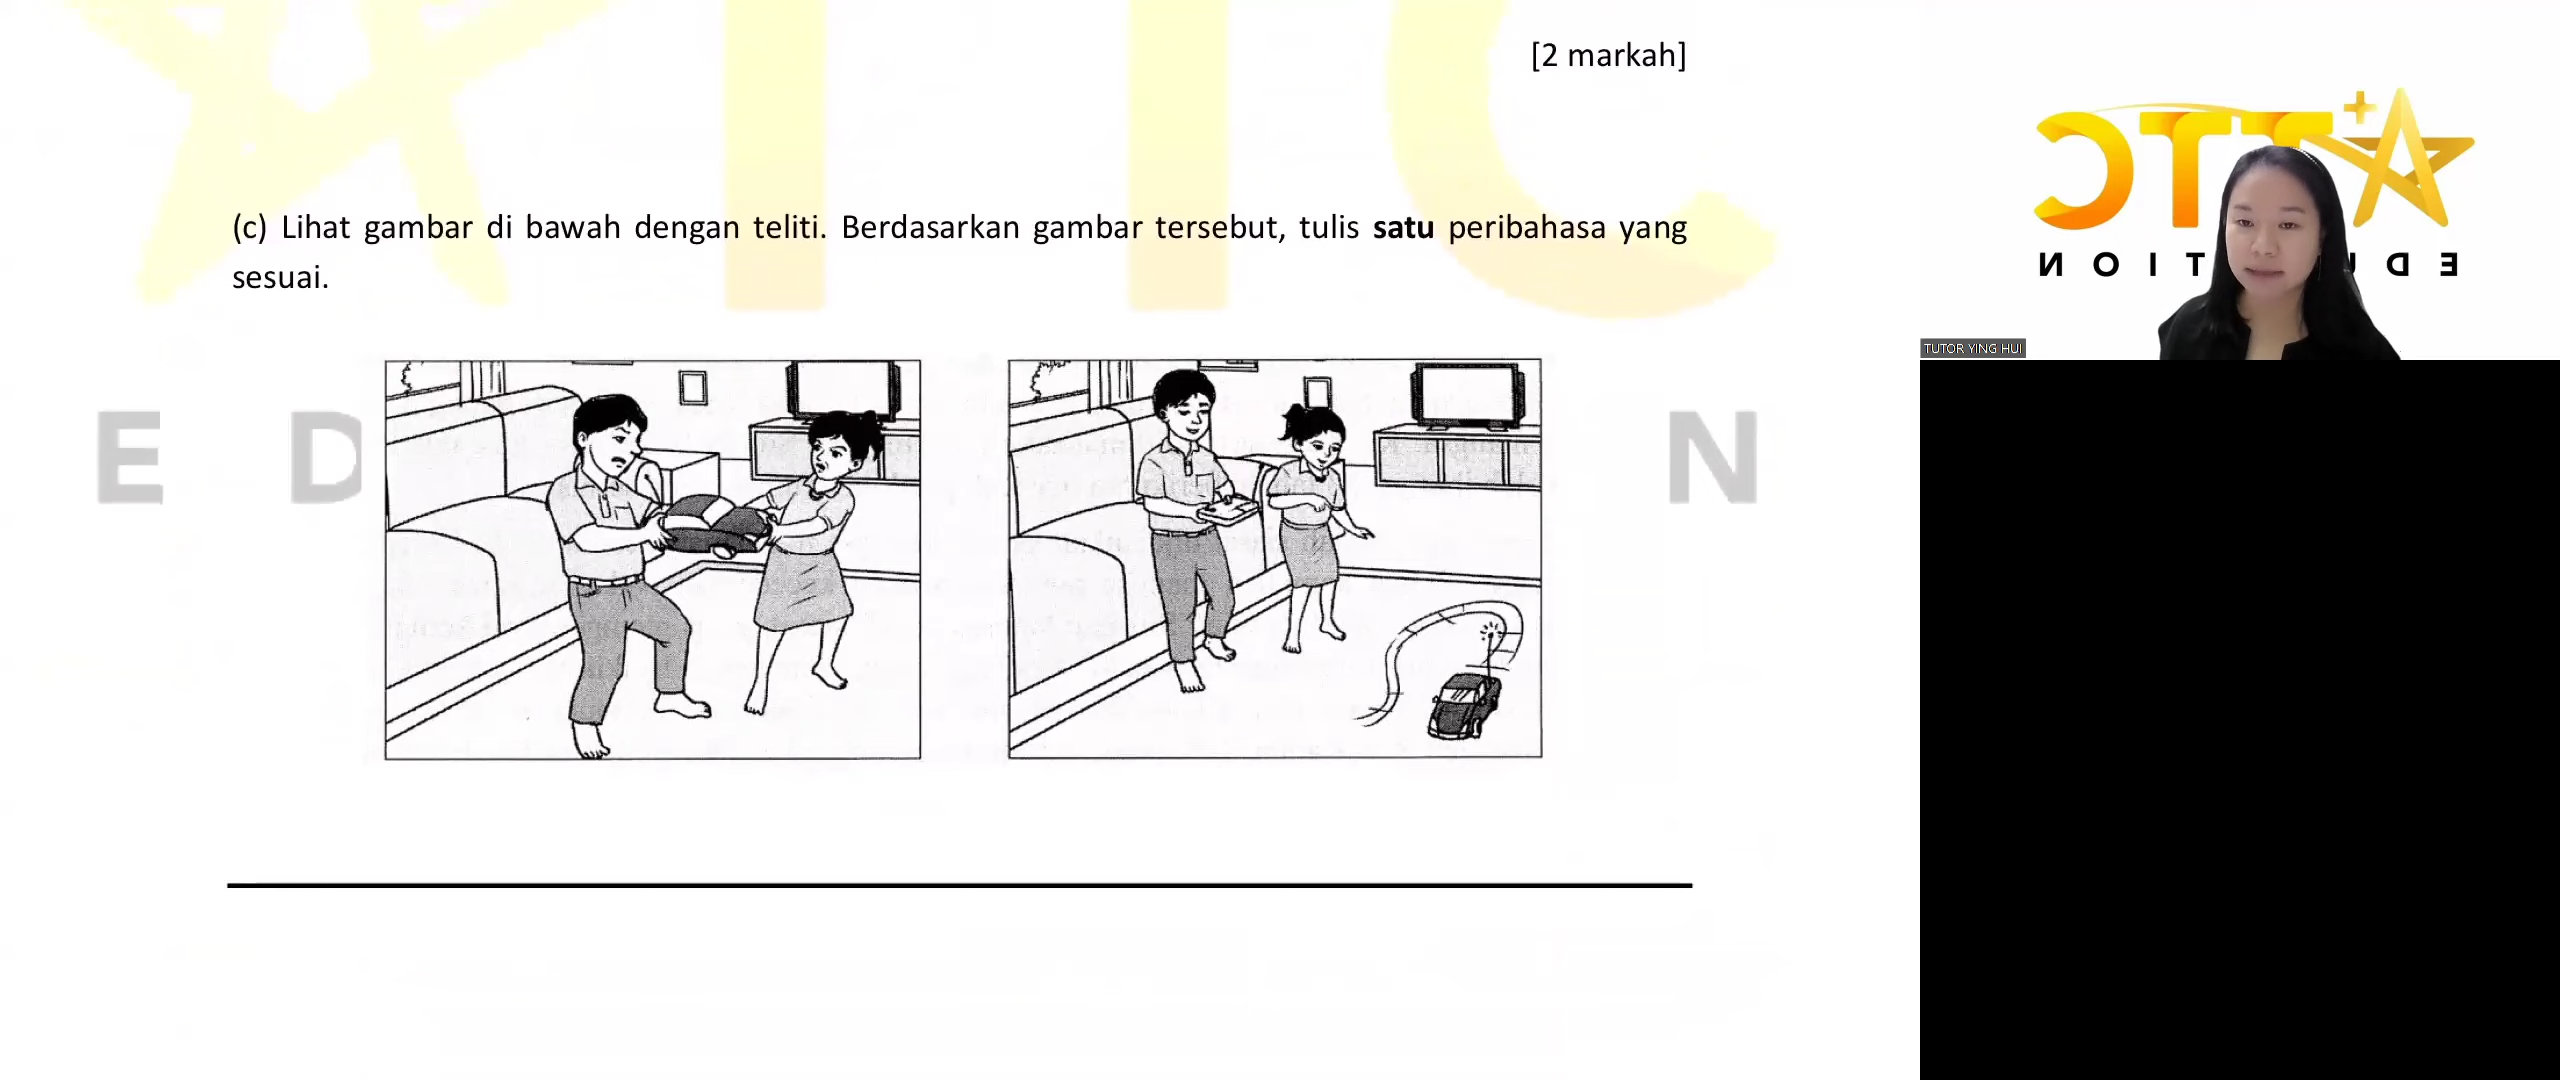 [2 markah]
(c) Lihat gambar di bawah dengan teliti. Berdasarkan gambar tersebut, tulis satu peribahasa yang
sesuai.
E D N
TUTOR YING HUI